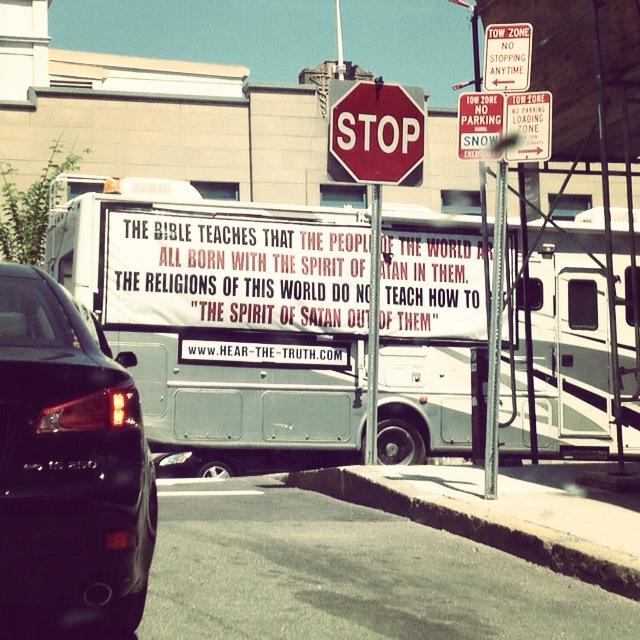 TOW ZONE
NO
STOPPING
ANYTIME
TOW ZONE
NO
PARKING
DURING
SNOW
TOW ZONE
NO PARKING
LOADING
ZONE
STOP
THE BIBLE TEACHES THAT THE PEOPLE OF THE WORLD
ALL BORN WITH THE SPIRIT OF SATAN IN THEM.
THE RELIGIONS OF THIS WORLD DO NOT TEACH HOW TO
"THE SPIRIT OF SATAN OUT OF THEM"
WWW.HEAR-THE-TRUTH.COM